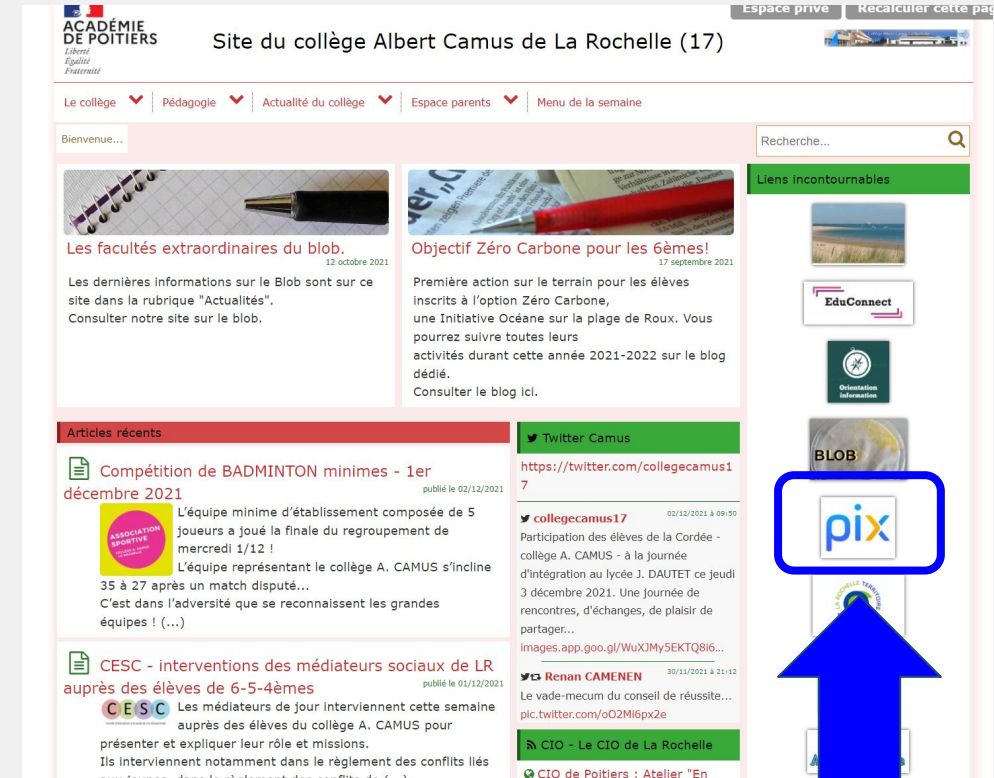 Espace privé
Recalculer cette pag
ACADÉMIE
DE POITIERS
Liberté
Égalité
Fraternité
Site du collège Albert Camus de La Rochelle (17)
Le collège
Pédagogie
Actualité du collège
Espace parents
Menu de la semaine
Bienvenue...
Recherche...
Les facultés extraordinaires du blob.
12 octobre 2021
Les dernières informations sur le Blob sont sur ce
site dans la rubrique "Actualités".
Consulter notre site sur le blob.
Objectif Zéro Carbone pour les 6èmes!
17 septembre 2021
Première action sur le terrain pour les élèves
inscrits à l’option Zéro Carbone,
une Initiative Océane sur la plage de Roux. Vous
pourrez suivre toutes leurs
activités durant cette année 2021-2022 sur le blog
dédié.
Consulter le blog ici.
Liens incontournables
EduConnect
Orientation
information
BLOB
pix
LA ROCHELLE TERRITOIRE
Articles récents
Compétition de BADMINTON minimes - 1er
décembre 2021
publié le 02/12/2021
ASSOCIATION
SPORTIVE
L’équipe minime d’établissement composée de 5
joueurs a joué la finale du regroupement de
mercredi 1/12 !
L’équipe représentant le collège A. CAMUS s’incline
35 à 27 après un match disputé...
C’est dans l’adversité que se reconnaissent les grandes
équipes ! (...)
CESC - interventions des médiateurs sociaux de LR
auprès des élèves de 6-5-4èmes
publié le 01/12/2021
CESC
Les médiateurs de jour interviennent cette semaine
auprès des élèves du collège A. CAMUS pour
présenter et expliquer leur rôle et missions.
Ils interviennent notamment dans le règlement des conflits liés
Twitter Camus
https://twitter.com/collegecamus1
7
collegecamus17
02/12/2021 à 09:50
Participation des élèves de la Cordée -
collège A. CAMUS - à la journée
d'intégration au lycée J. DAUTET ce jeudi
3 décembre 2021. Une journée de
rencontres, d'échanges, de plaisir de
partager...
images.app.goo.gl/WuXJMy5EKTQ8i6...
Renan CAMENEN
30/11/2021 à 21:12
Le vade-mecum du conseil de réussite...
pic.twitter.com/oO2Mi6px2e
CIO - Le CIO de La Rochelle
CIO de Poitiers : Atelier "En